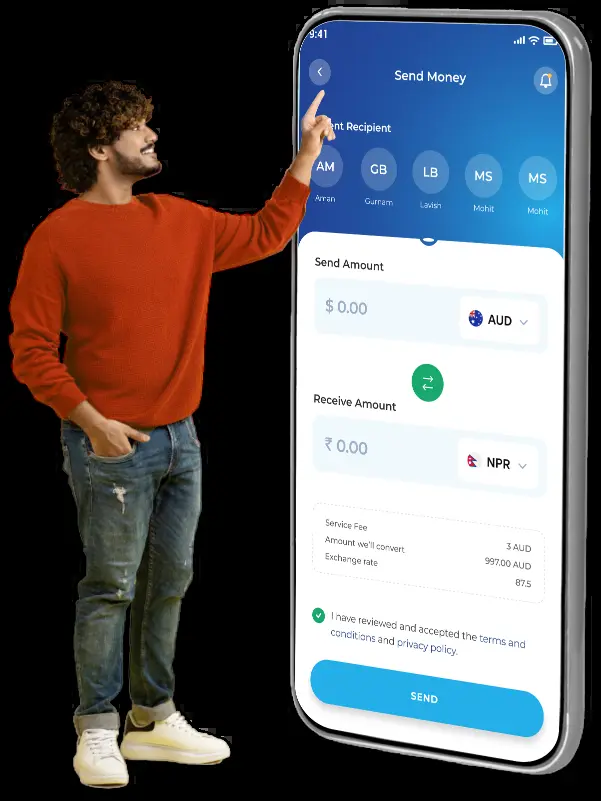 9:41
Send Money
ent Recipient
AM
GB
LB
MS
MS
Aman
Gurnam
Lavish
Mohit
Mohit
Send Amount
$ 0.00
AUD
Receive Amount
₹ 0.00
NPR
Service Fee
3 AUD
Amount we'll convert
997.00 AUD
Exchange rate
87.5
I have reviewed and accepted the terms and
conditions and privacy policy.
SEND